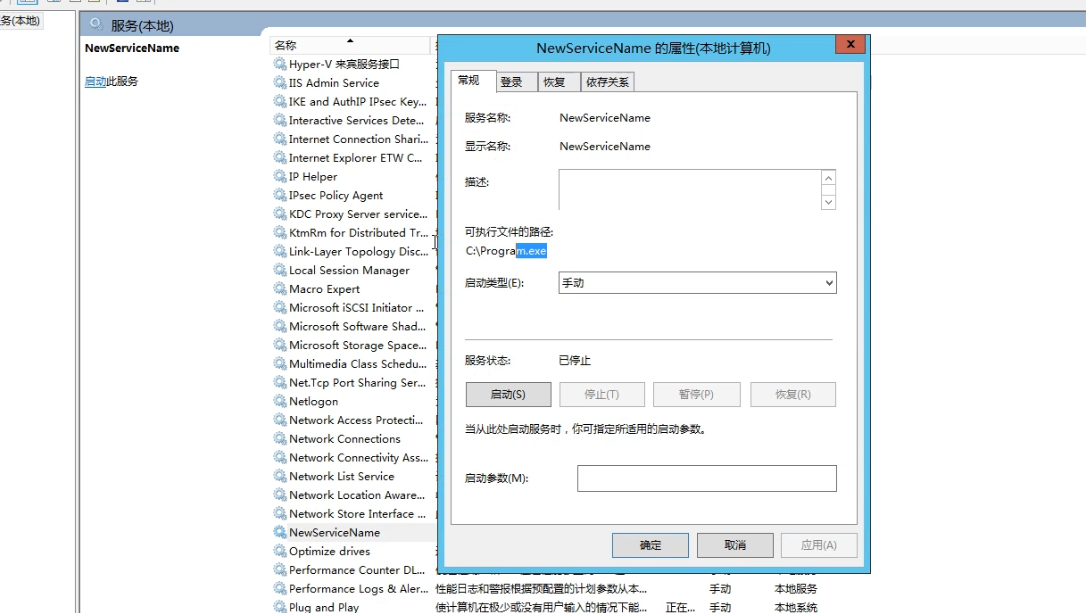 务(本地)
服务(本地)
NewServiceName
启动此服务
名称
Hyper-V 来宾服务接口
IIS Admin Service
IKE and AuthIP IPsec Key...
Interactive Services Dete...
Internet Connection Shari...
Internet Explorer ETW C...
IP Helper
IPsec Policy Agent
KDC Proxy Server service...
KtmRm for Distributed Tr...
Link-Layer Topology Disc...
Local Session Manager
Macro Expert
Microsoft iSCSI Initiator ...
Microsoft Software Shad...
Microsoft Storage Space...
Multimedia Class Schedu...
Net.Tcp Port Sharing Ser...
Netlogon
Network Access Protecti...
Network Connections
Network Connectivity Ass...
Network List Service
Network Location Aware...
Network Store Interface ...
NewServiceName
Optimize drives
Performance Counter DL...
Performance Logs & Aler... 性能日志和警报根据预配置的计划参数从本... 手动 本地服务
Plug and Play 使计算机在极少或没有用户输入的情况下能... 正在... 手动 本地系统
NewServiceName 的属性(本地计算机)
x
常规 登录 恢复 依存关系
服务名称: NewServiceName
显示名称: NewServiceName
描述:
可执行文件的路径:
C:\Program.exe
启动类型(E): 手动
服务状态: 已停止
启动(S) 停止(T) 暂停(P) 恢复(R)
当从此处启动服务时，你可指定所适用的启动参数。
启动参数(M):
确定 取消 应用(A)